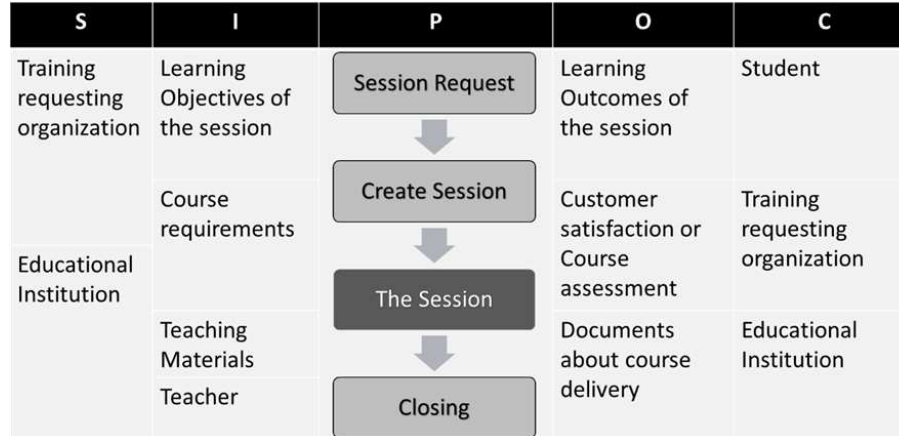 S I P O C
Training
requesting
organization
Educational
Institution
Learning
Objectives of
the session
Course
requirements
Teaching
Materials
Teacher
Session Request
Create Session
The Session
Closing
Learning
Outcomes of
the session
Customer
satisfaction or
Course
assessment
Documents
about course
delivery
Student
Training
requesting
organization
Educational
Institution